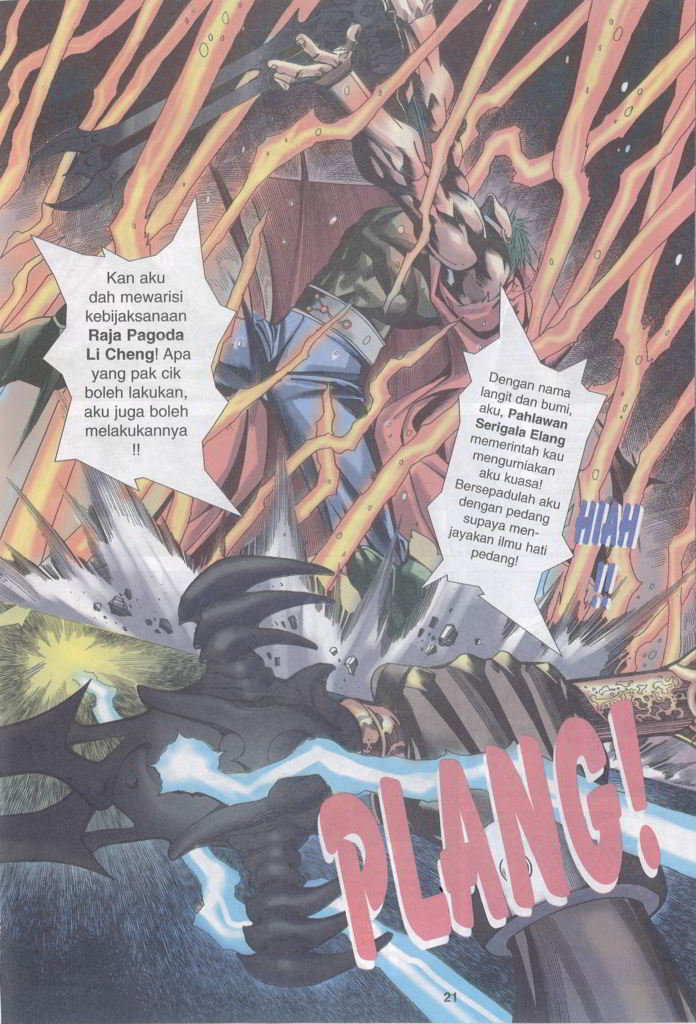 Kan aku
dah mewarisi
kebijaksanaan
Raja Pagoda
Li Cheng! Apa
yang pak cik
boleh lakukan,
aku juga boleh
melakukannya
!!
Dengan nama
langit dan bumi,
aku, Pahlawan
Serigala Elang
memerintah kau
mengurniakan
aku kuasa!
Bersepadulah aku
dengan pedang
supaya men-
jayakan ilmu hati
pedang!
HIAH
!!
PLANG!
21